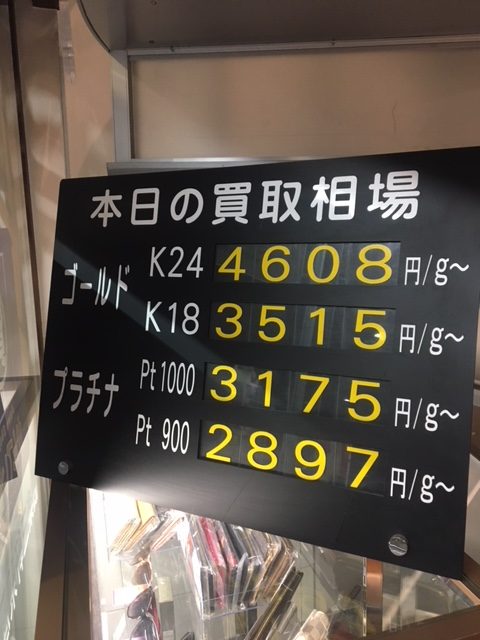 本日の買取相場
ゴールド
K24 4608 円/g～
K18 3515 円/g～
プラチナ
Pt1000 3175 円/g～
Pt 900 2897 円/g～